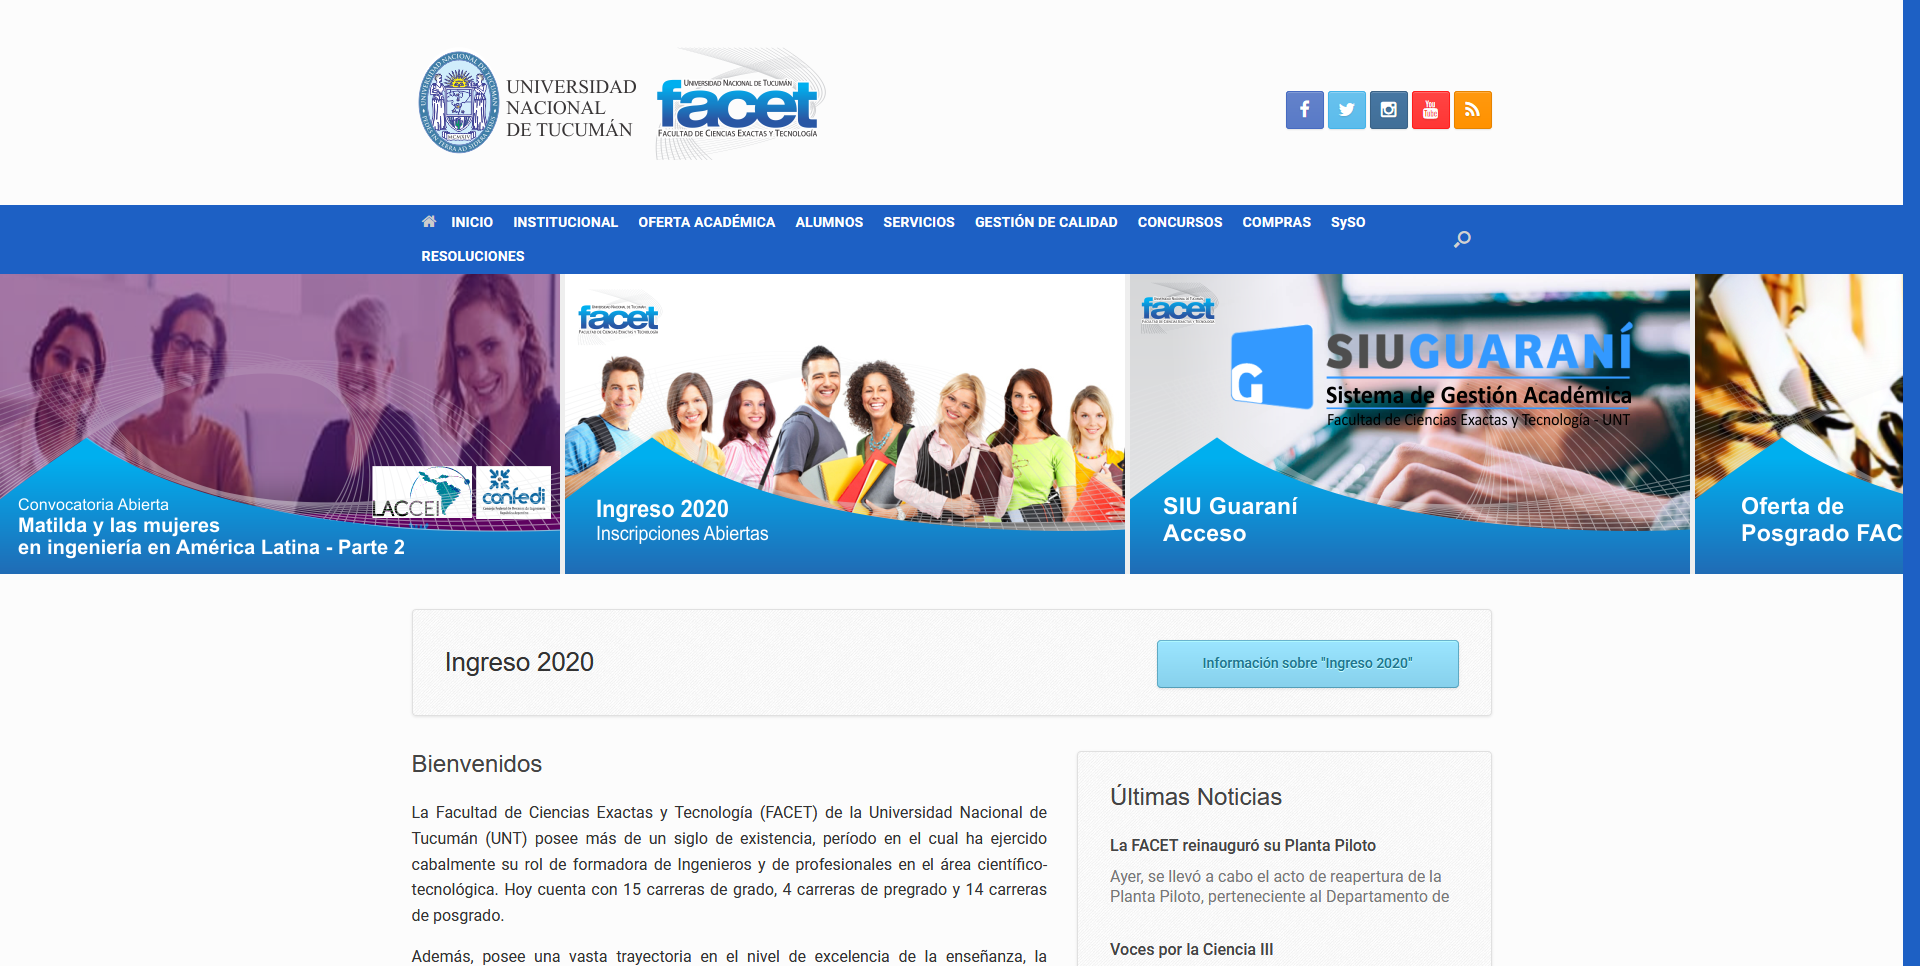 UNIVERSIDAD
NACIONAL
DE TUCUMÁN
UNIVERSIDAD NACIONAL DE TUCUMÁN
facet
FACULTAD DE CIENCIAS EXACTAS Y TECNOLOGÍA
INICIO INSTITUCIONAL OFERTA ACADÉMICA ALUMNOS SERVICIOS GESTIÓN DE CALIDAD CONCURSOS COMPRAS SySO
RESOLUCIONES
LACCEI
confedi
Convocatoria Abierta
Matilda y las mujeres
en ingeniería en América Latina - Parte 2
facet
Ingreso 2020
Inscripciones Abiertas
facet
G
SIUGUARANÍ
Sistema de Gestión Académica
Facultad de Ciencias Exactas y Tecnología - UNT
SIU Guaraní
Acceso
Oferta de
Posgrado FAC
Ingreso 2020
Información sobre "Ingreso 2020"
Bienvenidos
La Facultad de Ciencias Exactas y Tecnología (FACET) de la Universidad Nacional de
Tucumán (UNT) posee más de un siglo de existencia, período en el cual ha ejercido
cabalmente su rol de formadora de Ingenieros y de profesionales en el área científico-
tecnológica. Hoy cuenta con 15 carreras de grado, 4 carreras de pregrado y 14 carreras
de posgrado.
Además, posee una vasta trayectoria en el nivel de excelencia de la enseñanza, la
Últimas Noticias
La FACET reinauguró su Planta Piloto
Ayer, se llevó a cabo el acto de reapertura de la
Planta Piloto, perteneciente al Departamento de
Voces por la Ciencia III